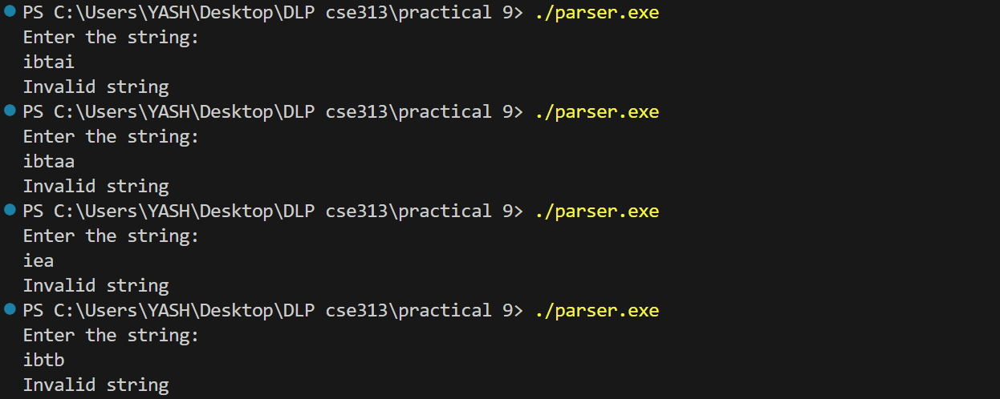 PS C:\Users\YASH\Desktop\DLP cse313\practical 9> ./parser.exe
Enter the string:
ibtai
Invalid string
PS C:\Users\YASH\Desktop\DLP cse313\practical 9> ./parser.exe
Enter the string:
ibtaa
Invalid string
PS C:\Users\YASH\Desktop\DLP cse313\practical 9> ./parser.exe
Enter the string:
iea
Invalid string
PS C:\Users\YASH\Desktop\DLP cse313\practical 9> ./parser.exe
Enter the string:
ibtb
Invalid string